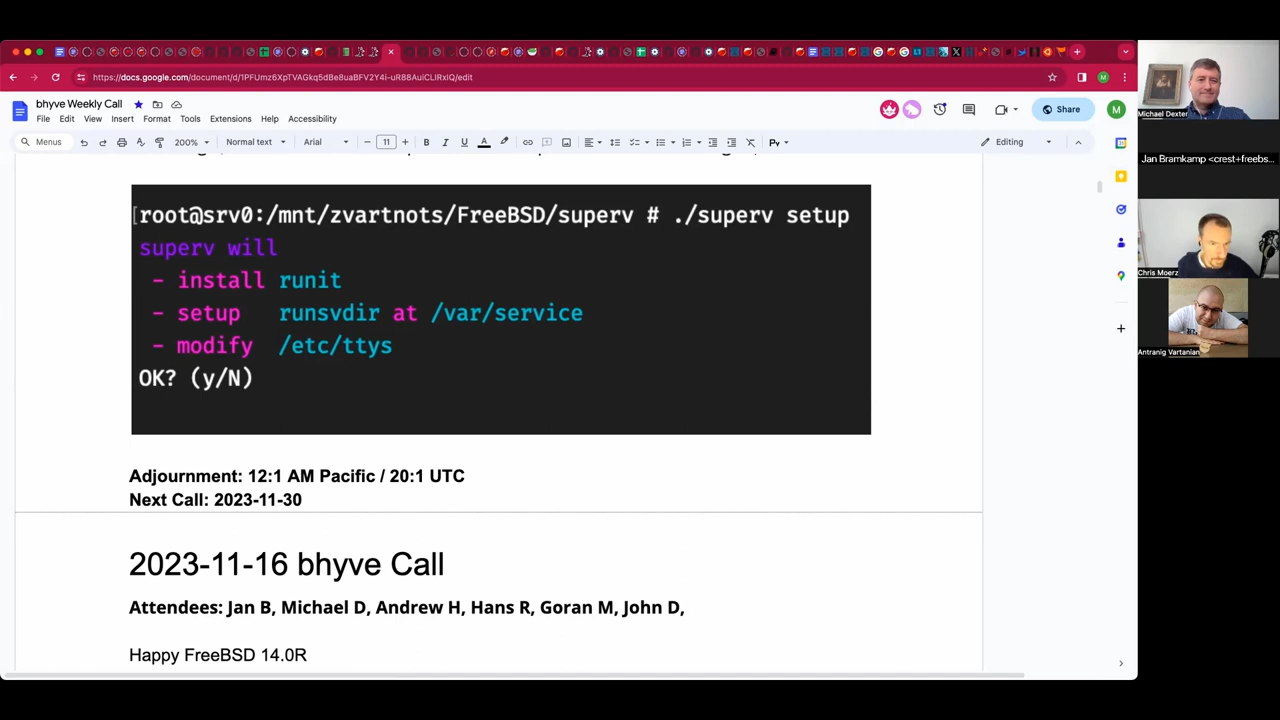 https://docs.google.com/document/d/1PFUmz6XpTVAGkq5dBe8uaBFV2Y4i-uR88AuiCLlRxIQ/edit
bhyve Weekly Call
File Edit View Insert Format Tools Extensions Help Accessibility
Share
M
Menus
200%
Normal text
Arial
11
Editing
[root@srv0:/mnt/zvartnots/FreeBSD/superv # ./superv setup
superv will
- install runit
- setup runsvdir at /var/service
- modify /etc/ttys
OK? (y/N)
Adjournment: 12:1 AM Pacific / 20:1 UTC
Next Call: 2023-11-30
2023-11-16 bhyve Call
Attendees: Jan B, Michael D, Andrew H, Hans R, Goran M, John D,
Happy FreeBSD 14.0R
Michael Dexter
Jan Bramkamp <crest+freebs...
Chris Moerz
Antranig Vartanian